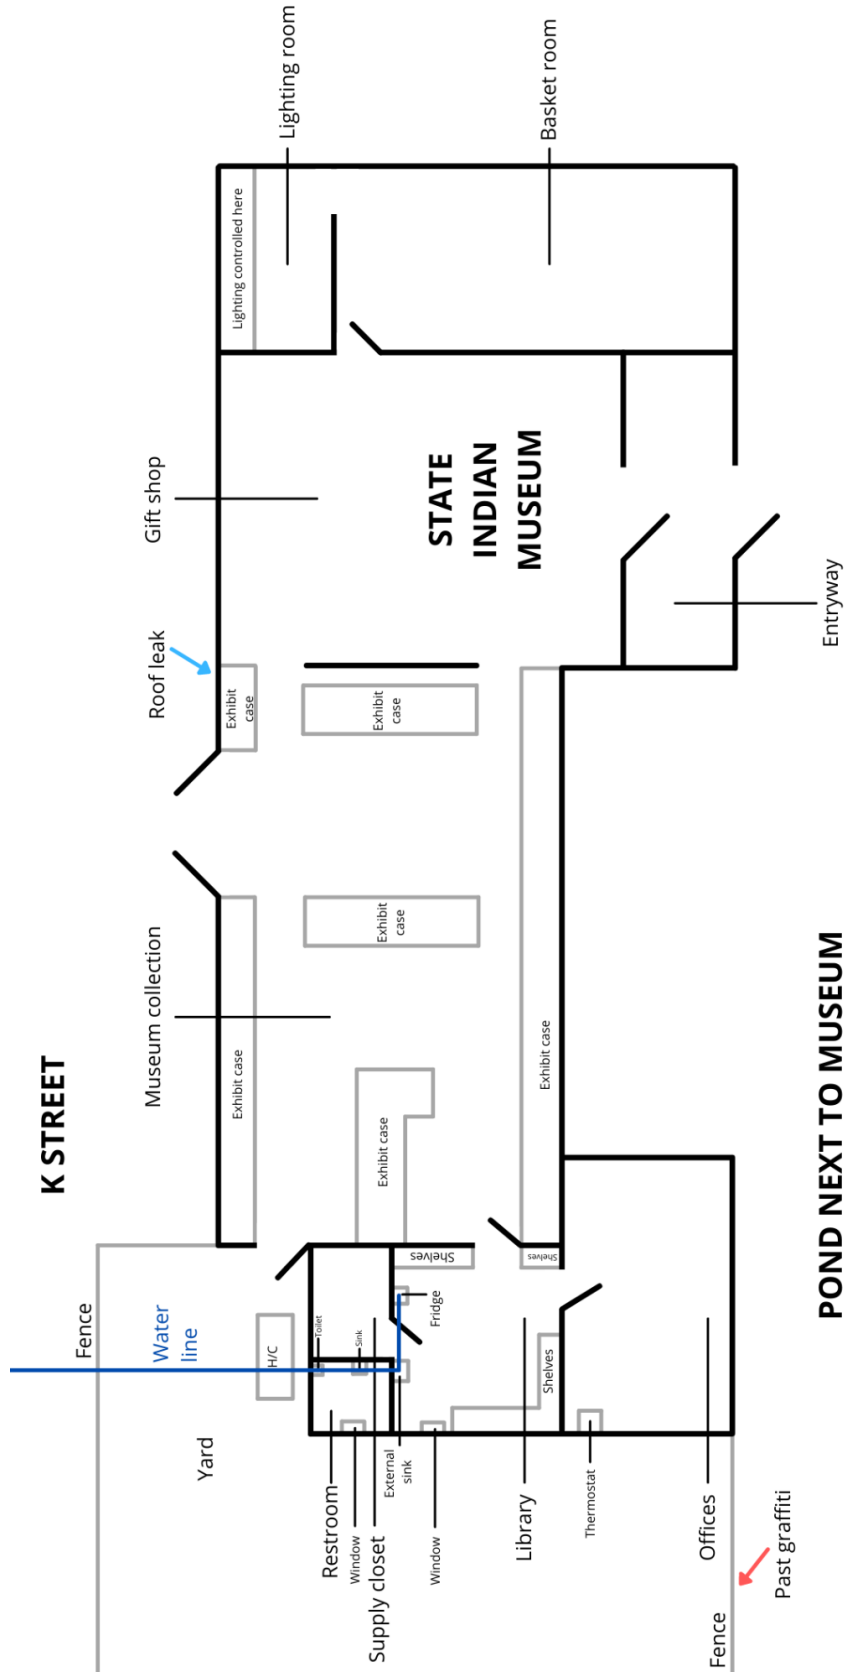 K STREET
Fence
Water
line
Yard
H/C
Museum collection
Roof leak
Gift shop
Lighting room
Lighting controlled here
Basket room
Exhibit
case
Exhibit case
Exhibit
case
Exhibit
case
Exhibit case
Exhibit case
STATE
INDIAN
MUSEUM
Entryway
Toilet
Sink
Shelves
Shelves
Fridge
Shelves
Restroom
Window
Supply closet
External
sink
Window
Library
Thermostat
Offices
Fence
Past graffiti
POND NEXT TO MUSEUM